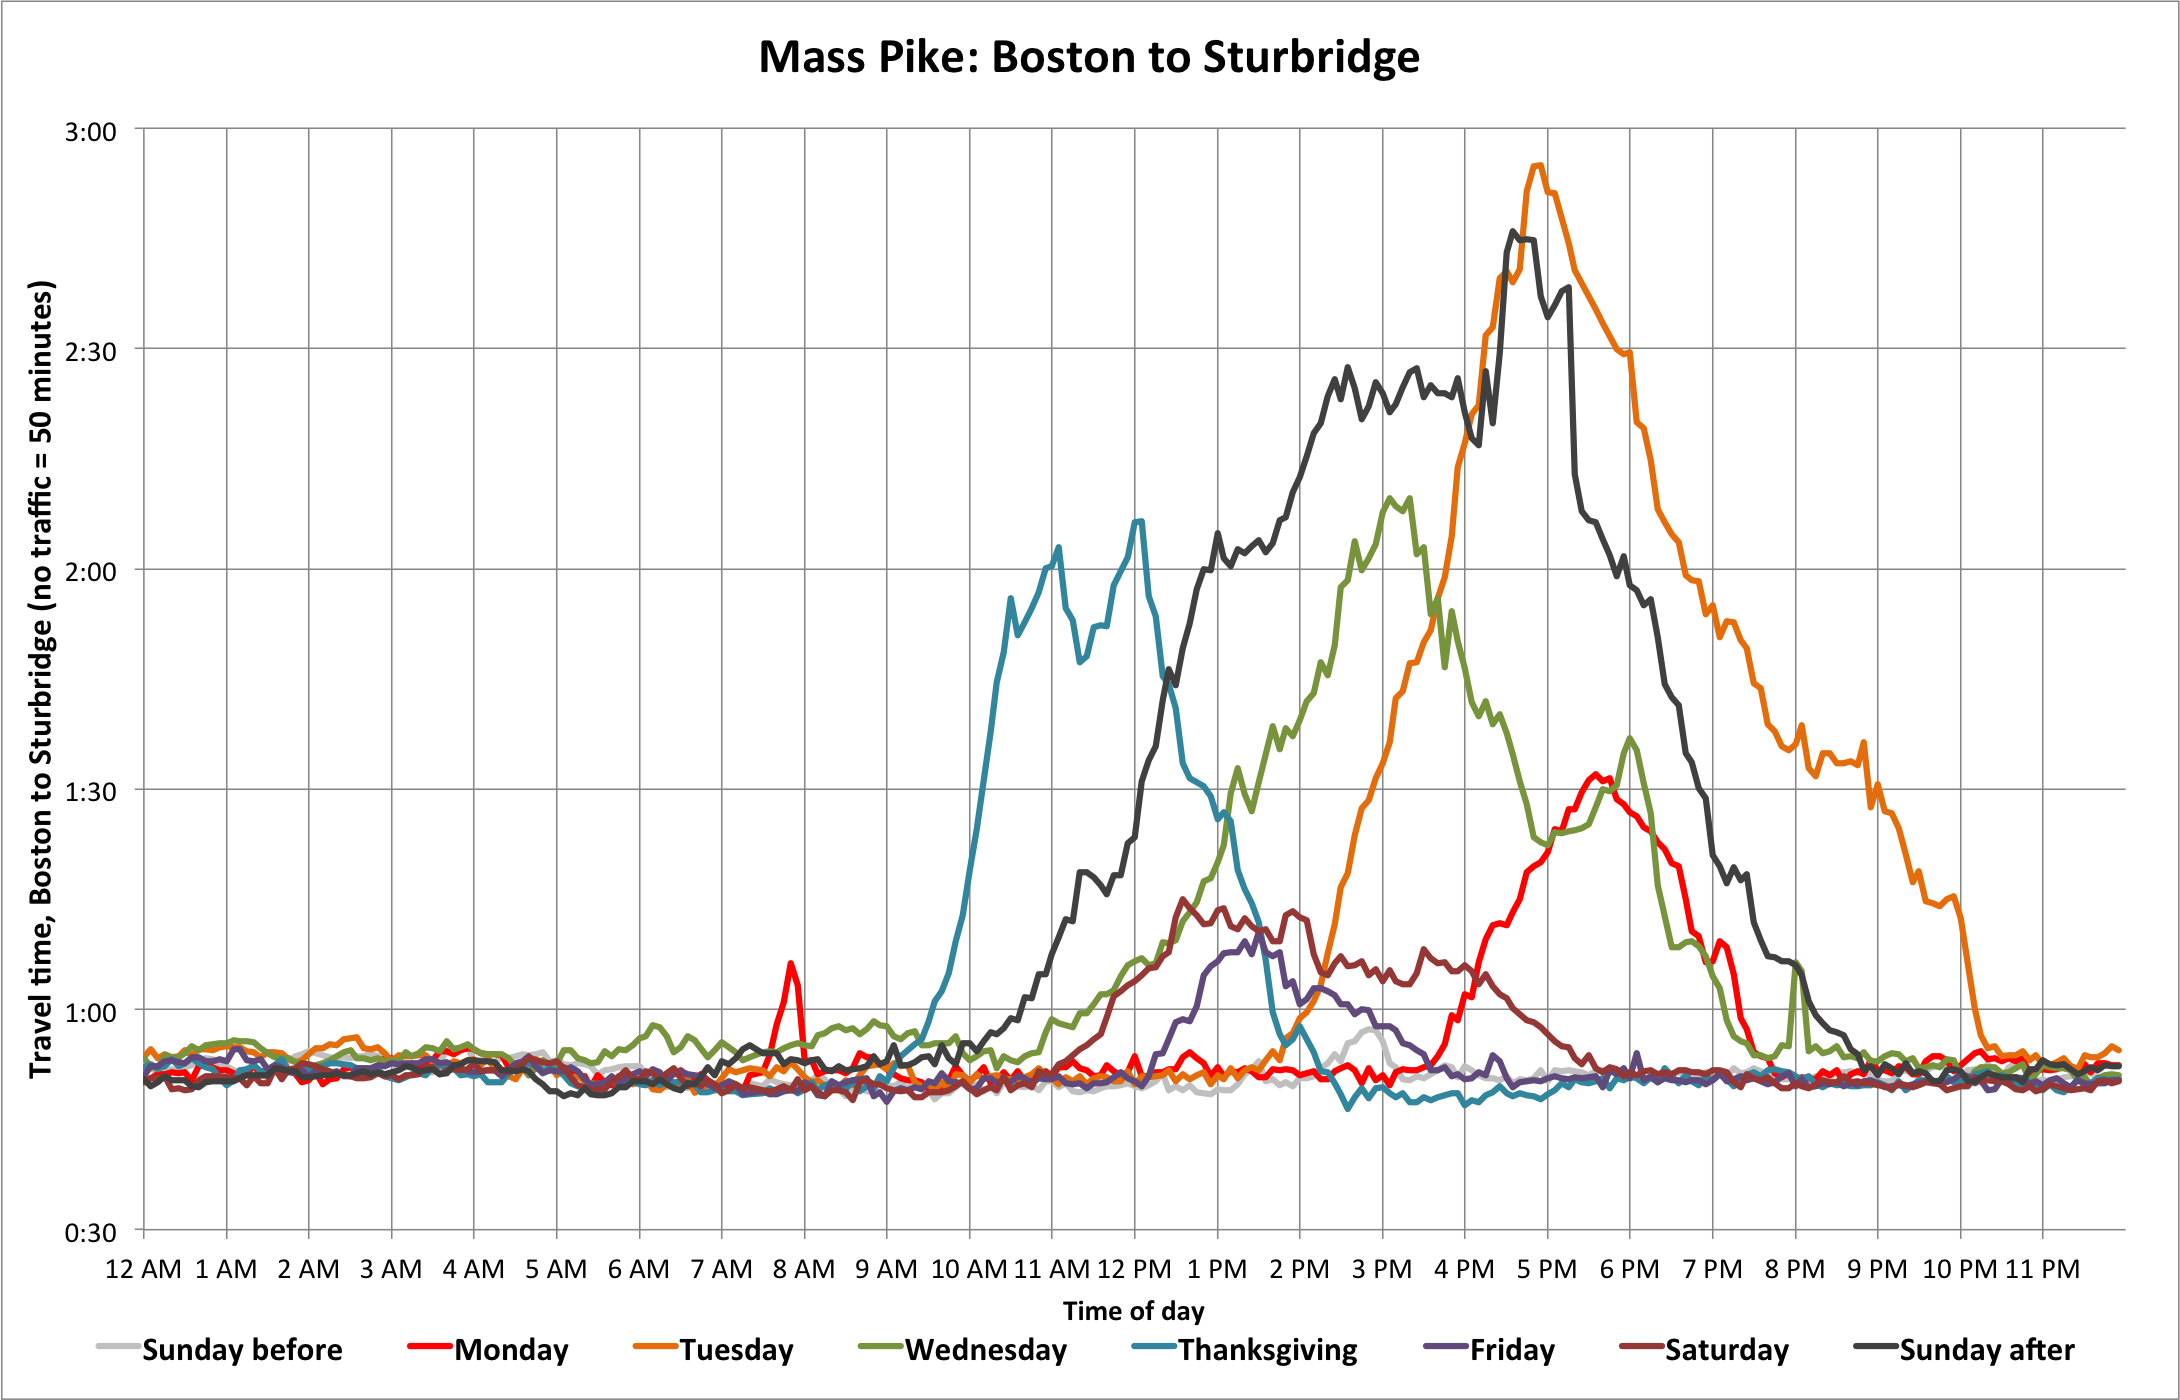 Mass Pike: Boston to Sturbridge
Travel time, Boston to Sturbridge (no traffic = 50 minutes)
3:00
2:30
2:00
1:30
1:00
0:30
12 AM 1 AM 2 AM 3 AM 4 AM 5 AM 6 AM 7 AM 8 AM 9 AM 10 AM 11 AM 12 PM 1 PM 2 PM 3 PM 4 PM 5 PM 6 PM 7 PM 8 PM 9 PM 10 PM 11 PM
Time of day
Sunday before Monday Tuesday Wednesday Thanksgiving Friday Saturday Sunday after